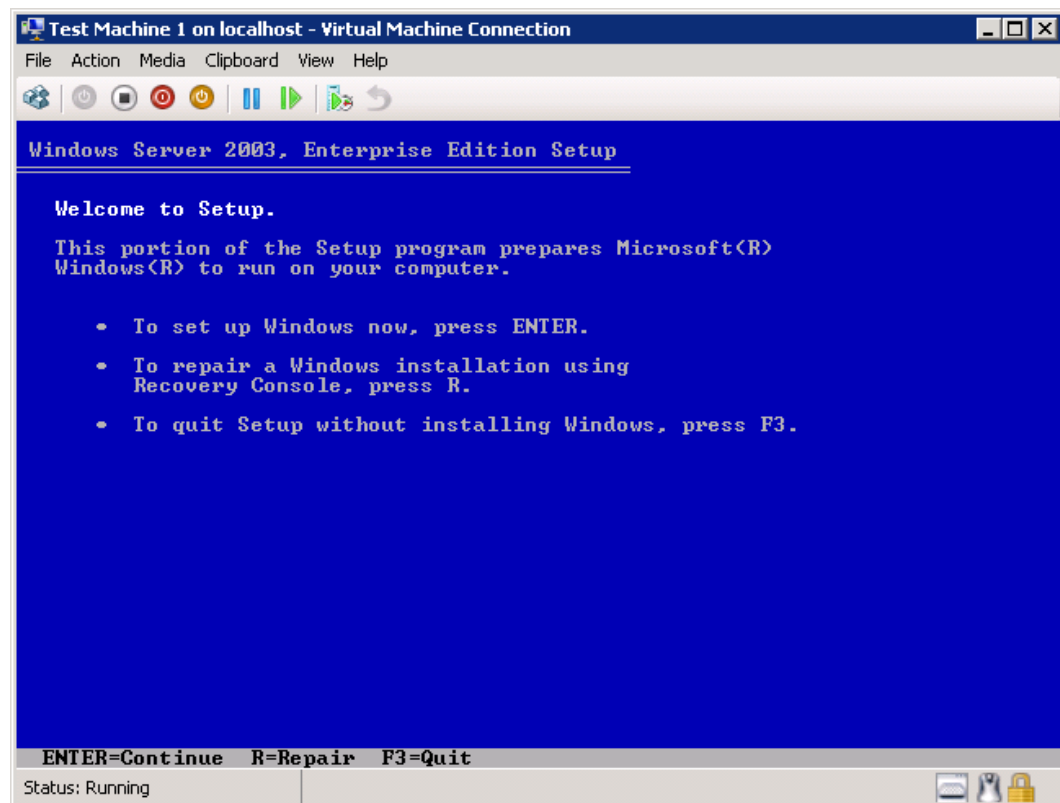 Test Machine 1 on localhost - Virtual Machine Connection
File Action Media Clipboard View Help
Windows Server 2003, Enterprise Edition Setup
Welcome to Setup.
This portion of the Setup program prepares Microsoft(R)
Windows(R) to run on your computer.
• To set up Windows now, press ENTER.
• To repair a Windows installation using
Recovery Console, press R.
• To quit Setup without installing Windows, press F3.
ENTER=Continue R=Repair F3=Quit
Status: Running